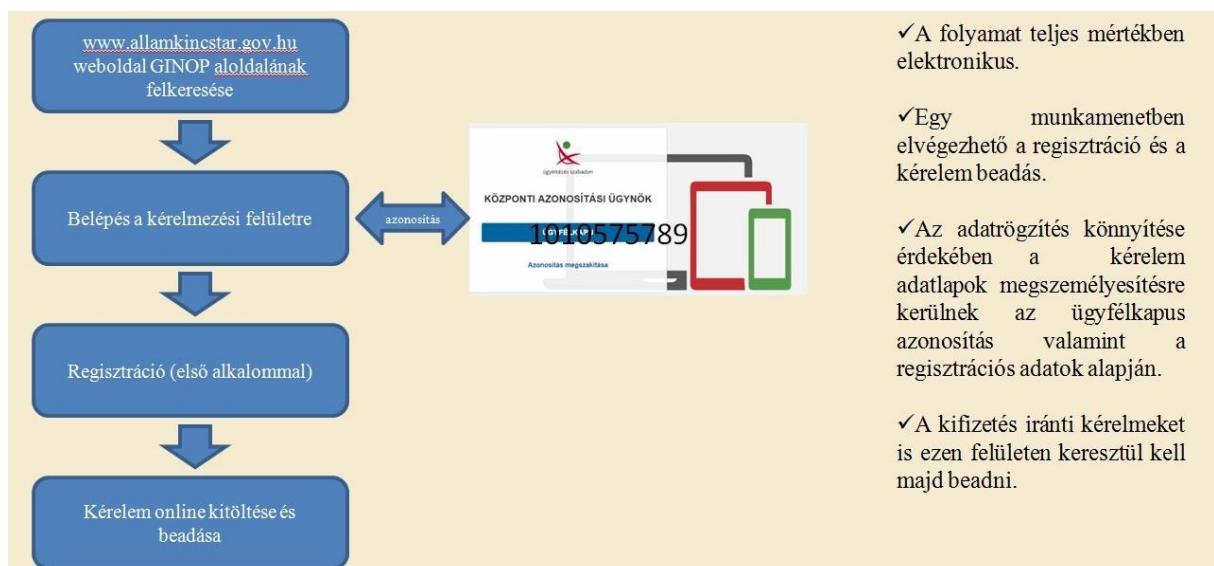 www.allamkincstar.gov.hu
weboldal GINOP aloldalának
felkeresése
Belépés a kérelmezési felületre
azonosítás
ügyintézés szabadon
KÖZPONTI AZONOSÍTÁSI ÜGYNÖK
ÜGYFÉLKAPU
1010575789
Azonosítás megszakítása
Regisztráció (első alkalommal)
Kérelem online kitöltése és
beadása
✓A folyamat teljes mértékben
elektronikus.
✓Egy munkamenetben
elvégezhető a regisztráció és a
kérelem beadás.
✓Az adatrögzítés könnyítése
érdekében a kérelem
adatlapok megszemélyesítésre
kerülnek az ügyfélkapus
azonosítás valamint a
regisztrációs adatok alapján.
✓A kifizetés iránti kérelmeket
is ezen felületen keresztül kell
majd beadni.